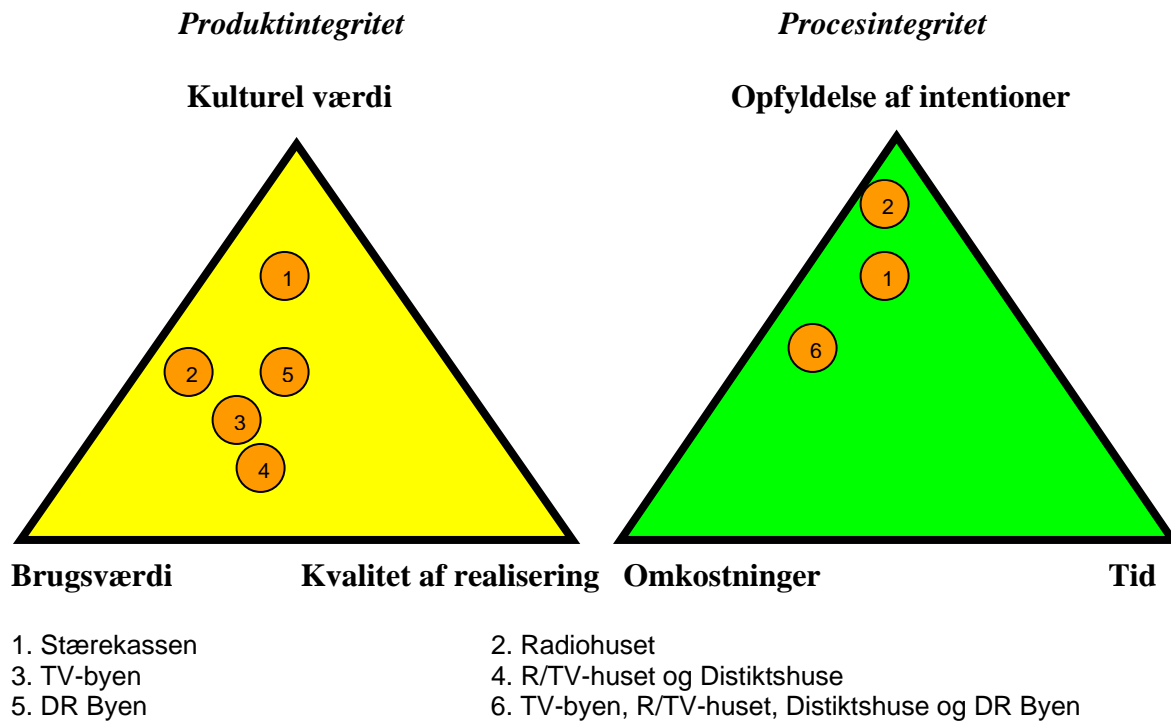 Produktintegritet Procesintegritet
Kulturel værdi Opfyldelse af intentioner
2
1 1
6
2 5
3
4
Brugsværdi Kvalitet af realisering Omkostninger Tid
1. Stærekassen 2. Radiohuset
3. TV-byen 4. R/TV-huset og Distiktshuse
5. DR Byen 6. TV-byen, R/TV-huset, Distiktshuse og DR Byen